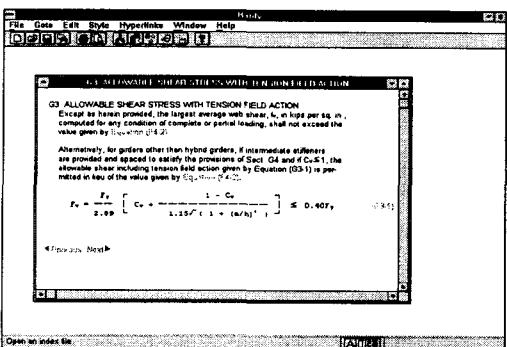 File Goto Edit Style Hyperlinks Window Help
G3 ALLOWABLE SHEAR STRESS WITH TENSION FIELD ACTION
G3 ALLOWABLE SHEAR STRESS WITH TENSION FIELD ACTION
Except as herein provided, the largest average web shear, fv, in kips per sq. in.,
computed for any condition of complete or partial loading, shall not exceed the
value given by Equation (F4-2).
Alternatively, for girders other than hybrid girders, if intermediate stiffeners
are provided and spaced to satisfy the provisions of Sect. G4 and if Cv ≤ 1, the
allowable shear including tension field action given by Equation (G3-1) is per-
mitted in lieu of the value given by Equation (F4-2).
Fv = Fy / 2.89 [ Cv + 1 - Cv / 1.15√( 1 + (a/h)² ) ] ≤ 0.40Fy (G3-1)
◄Previous Next►
Open an index file